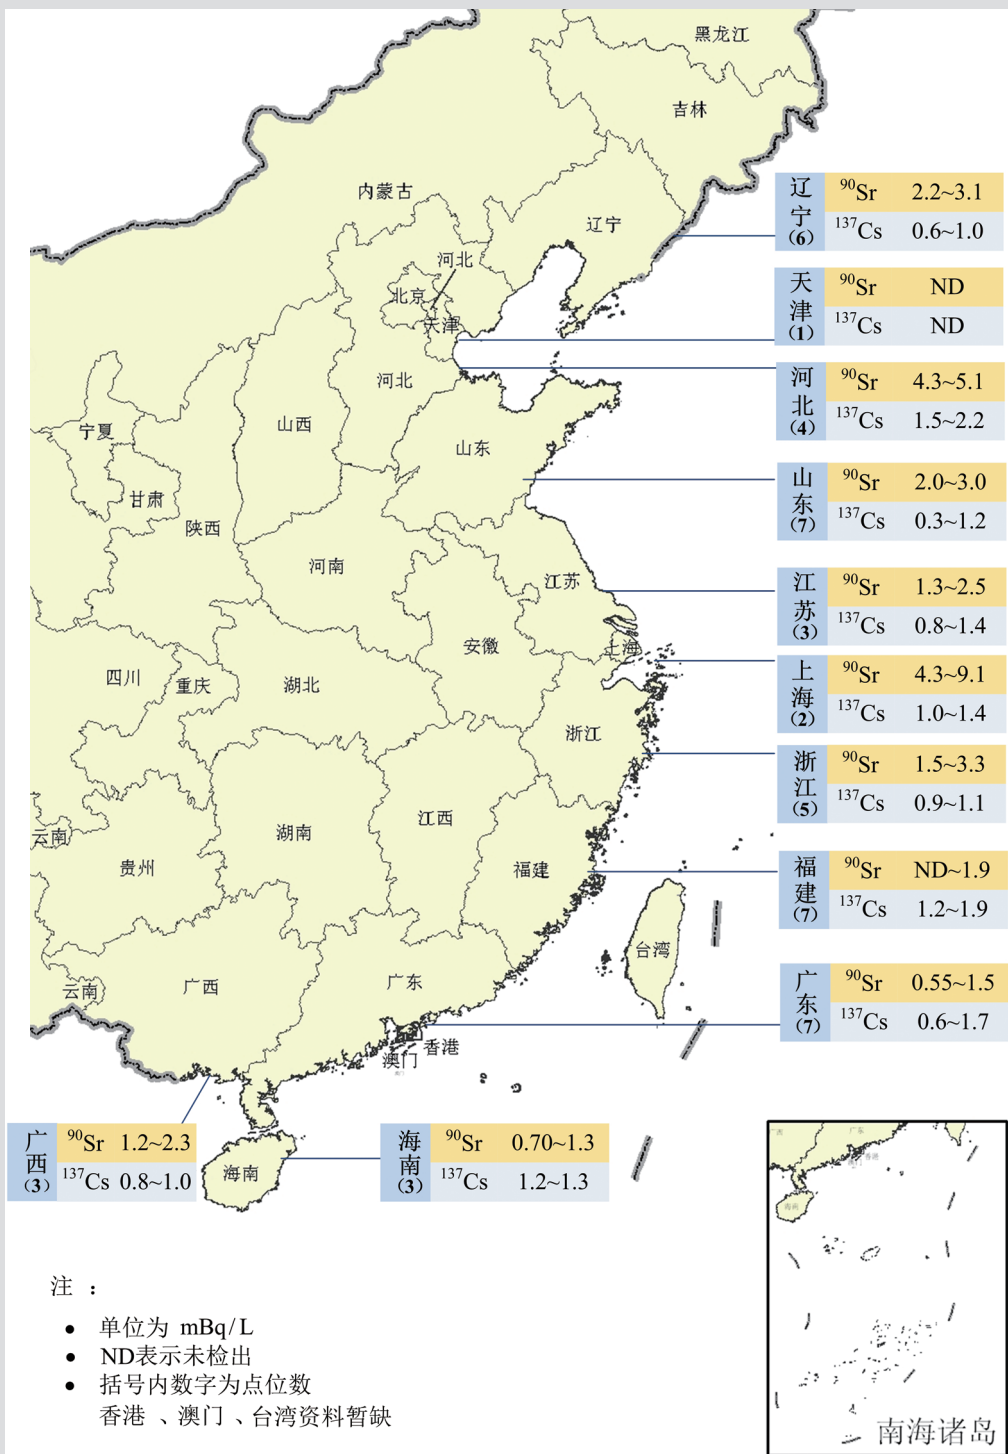 黑龙江
吉林
内蒙古
辽宁
河北
北京
天津
河北
山西
山东
宁夏
甘肃
陕西
河南
江苏
安徽
上海
四川
重庆
湖北
浙江
云南
贵州
湖南
江西
福建
台湾
云南
广西
广东
香港
澳门
海南
辽宁(6)
90Sr 2.2~3.1
137Cs 0.6~1.0
天津(1)
90Sr ND
137Cs ND
河北(4)
90Sr 4.3~5.1
137Cs 1.5~2.2
山东(7)
90Sr 2.0~3.0
137Cs 0.3~1.2
江苏(3)
90Sr 1.3~2.5
137Cs 0.8~1.4
上海(2)
90Sr 4.3~9.1
137Cs 1.0~1.4
浙江(5)
90Sr 1.5~3.3
137Cs 0.9~1.1
福建(7)
90Sr ND~1.9
137Cs 1.2~1.9
广东(7)
90Sr 0.55~1.5
137Cs 0.6~1.7
广西(3)
90Sr 1.2~2.3
137Cs 0.8~1.0
海南(3)
90Sr 0.70~1.3
137Cs 1.2~1.3
广东
香港
澳门
海南
南海诸岛
注 ：
● 单位为 mBq/L
● ND表示未检出
● 括号内数字为点位数
香港 、澳门 、台湾资料暂缺